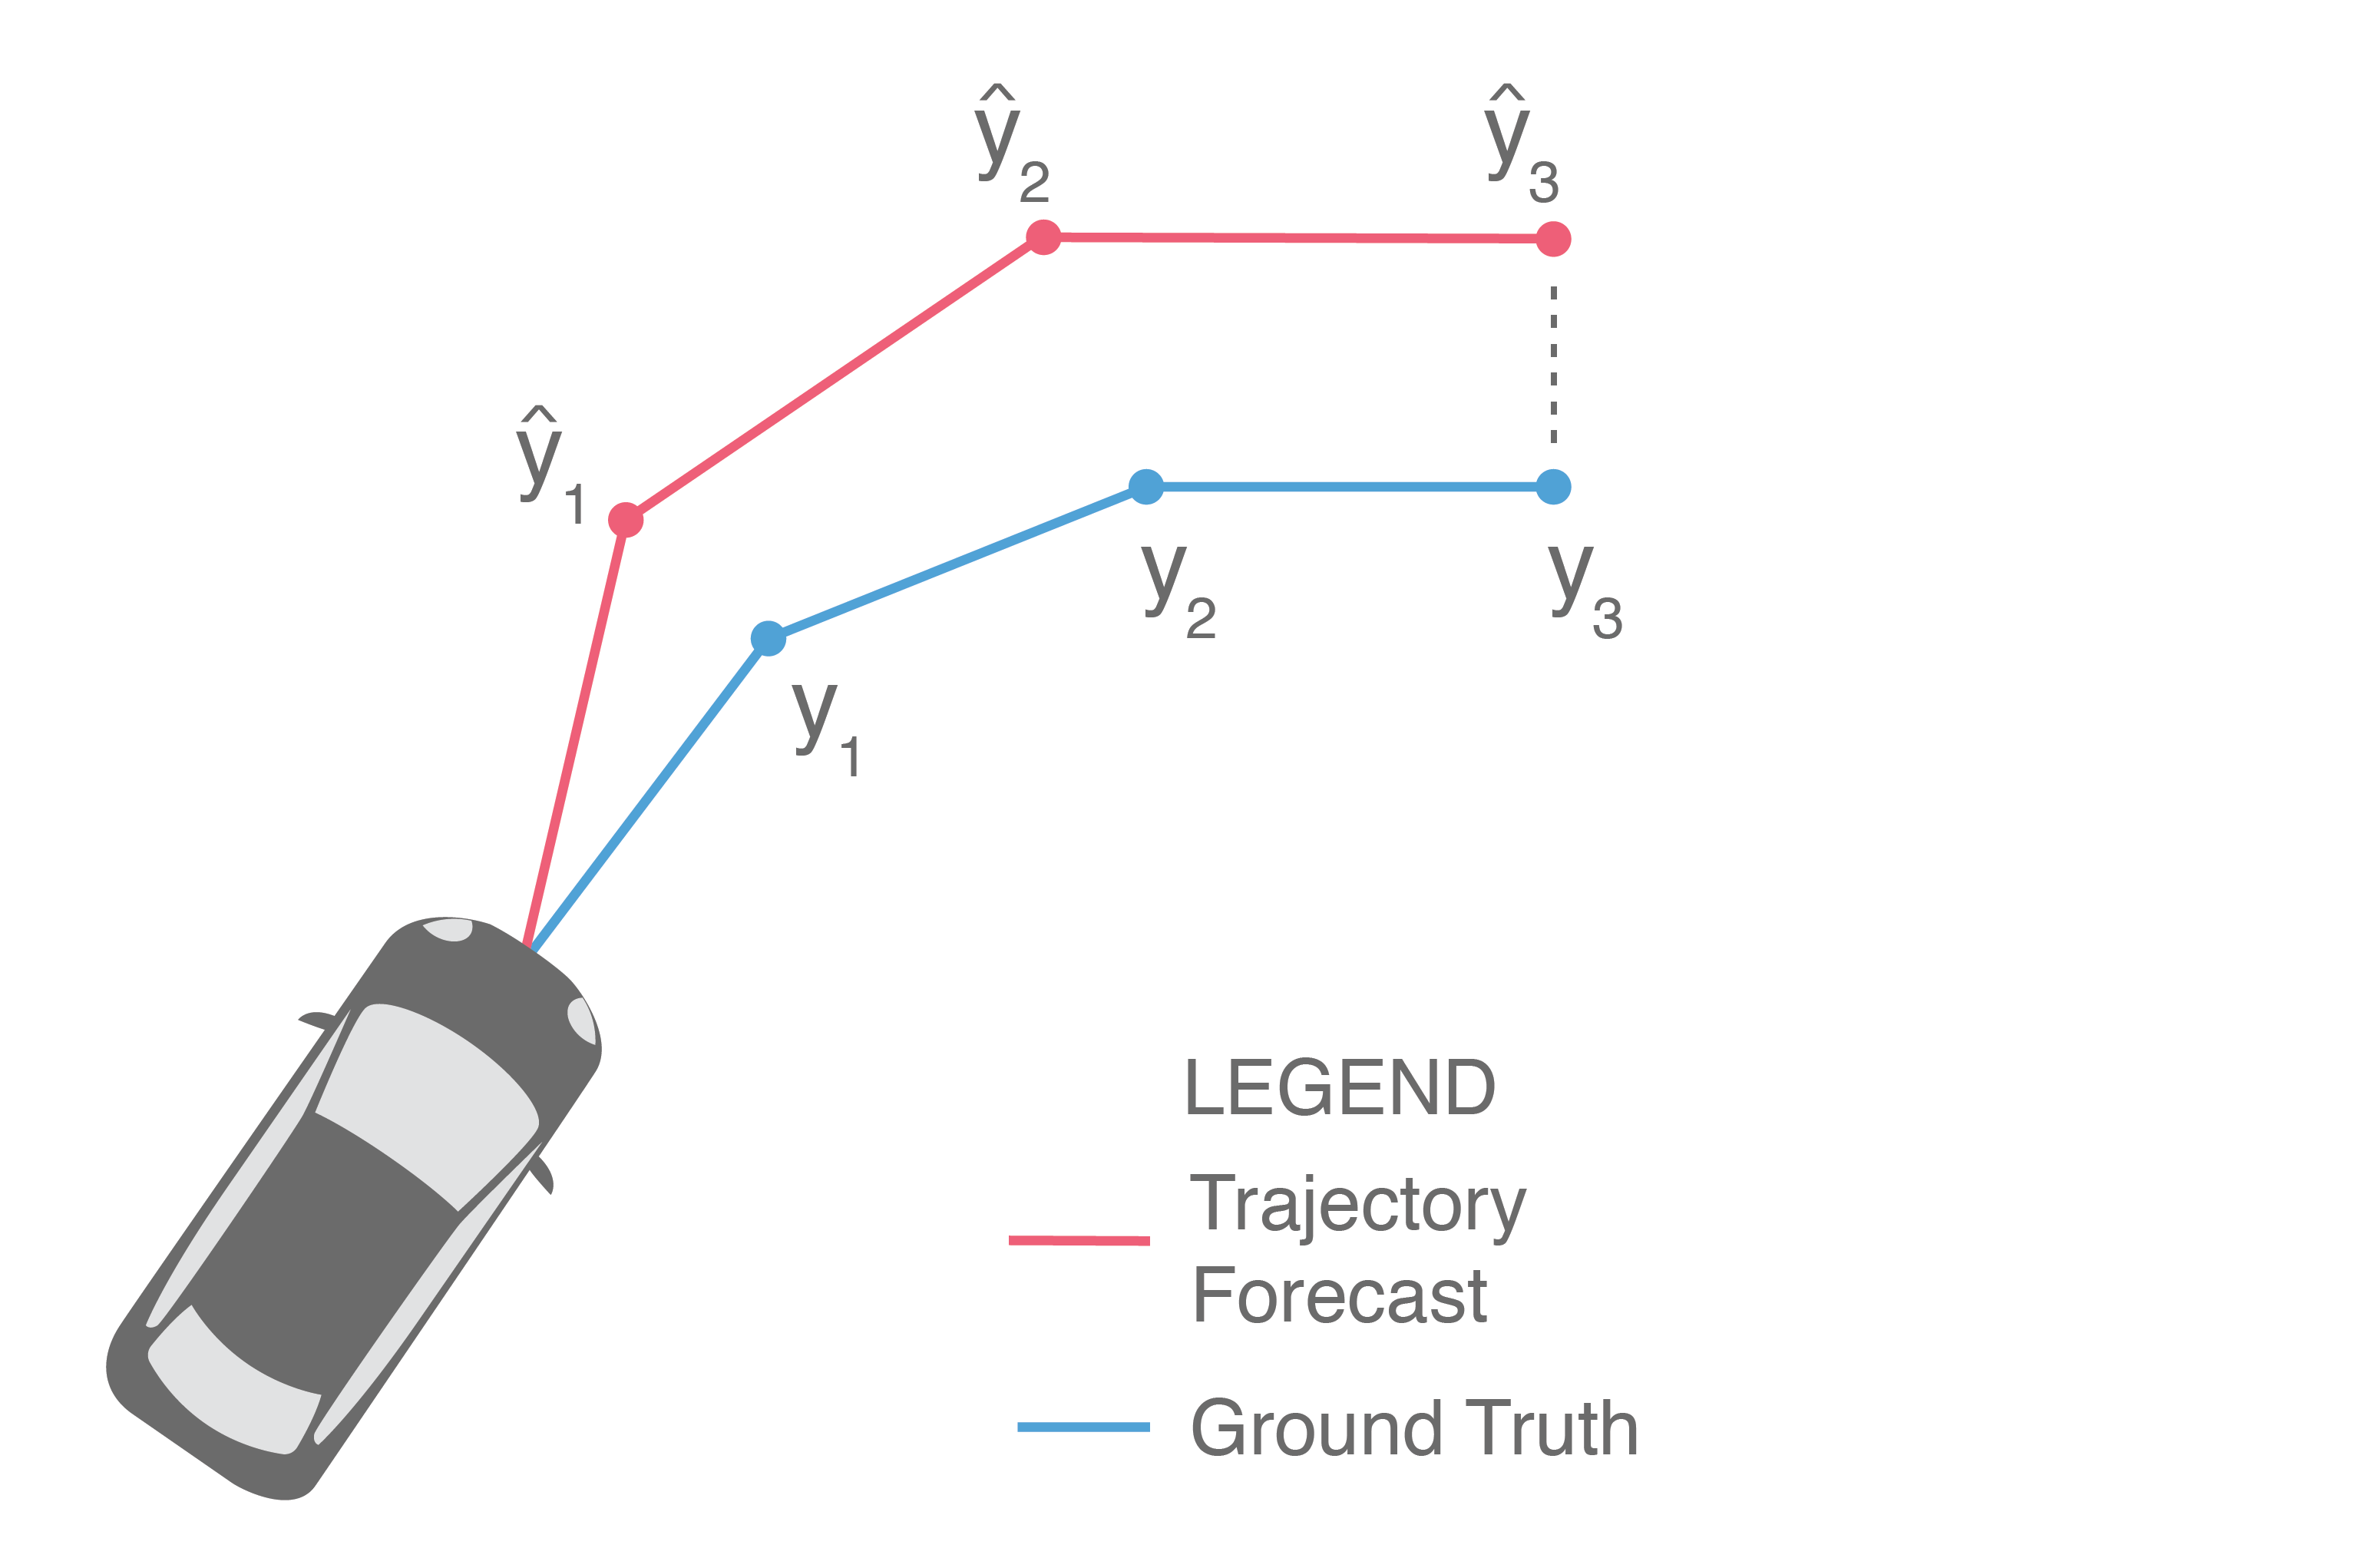 ŷ2 ŷ3
ŷ1
y2 y3
y1
LEGEND
Trajectory
Forecast
Ground Truth